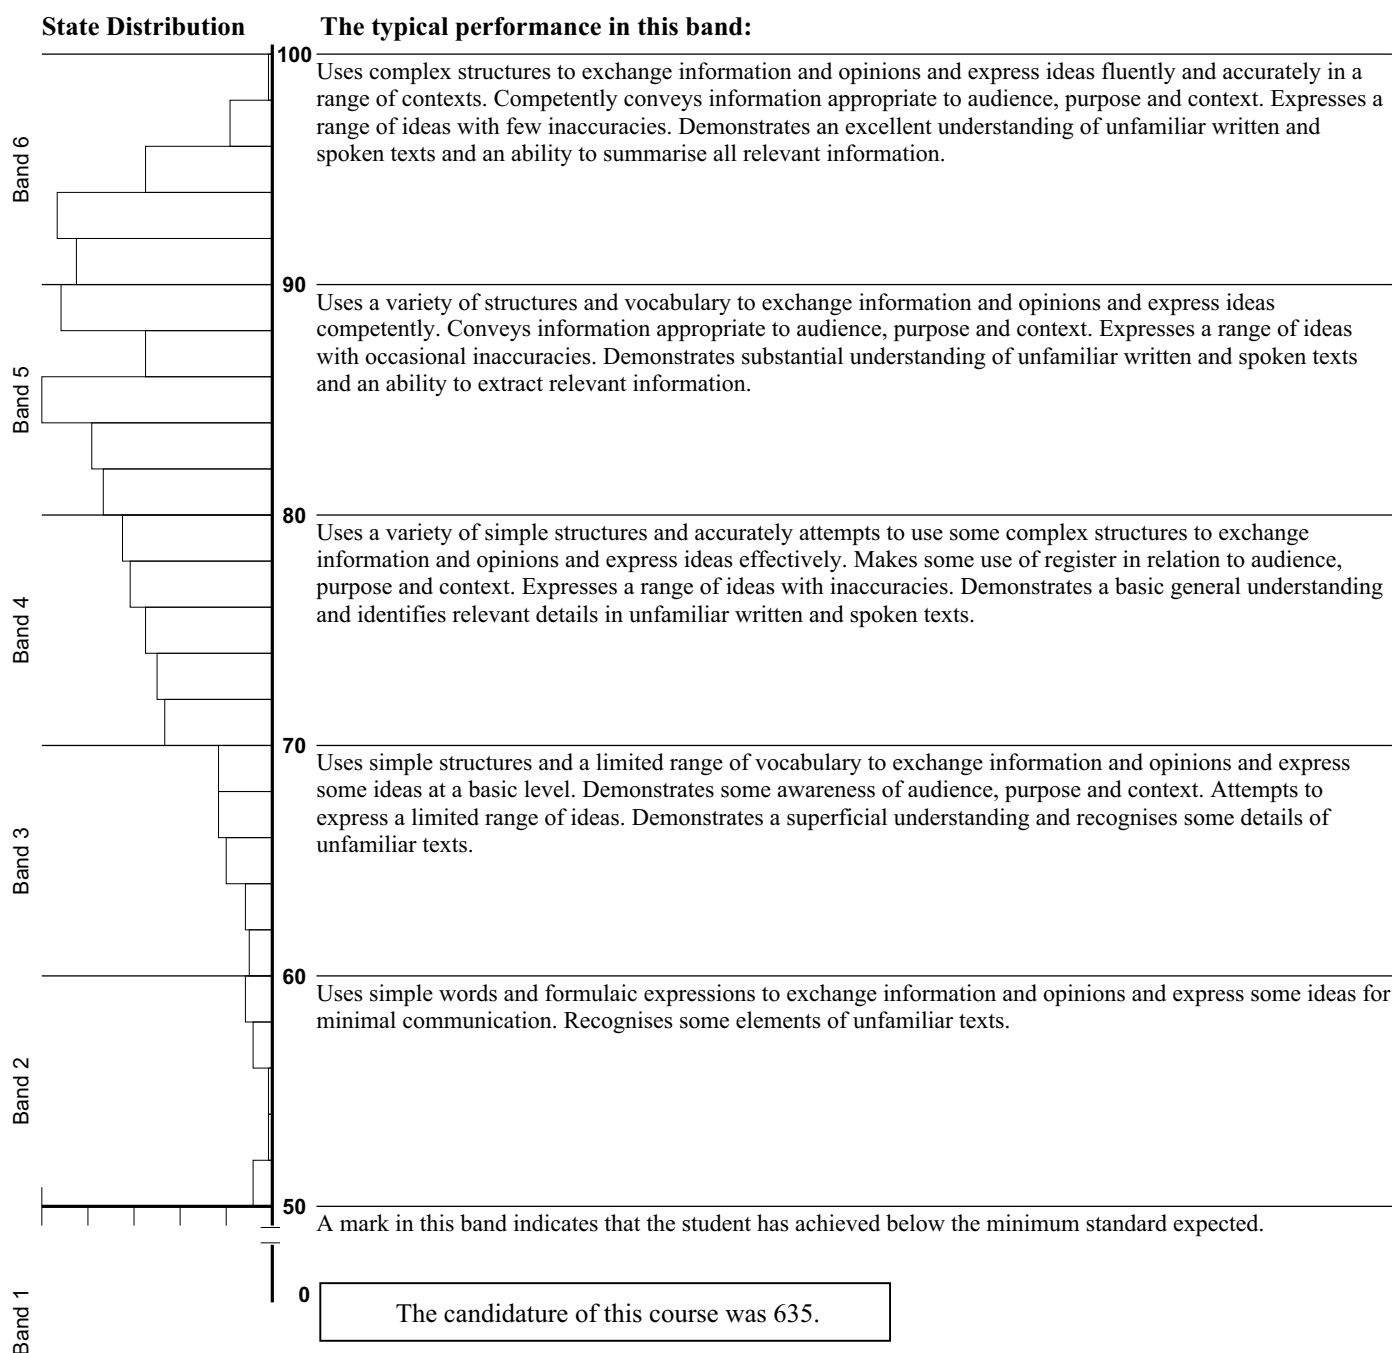 State Distribution
The typical performance in this band:
100
Band 6
Uses complex structures to exchange information and opinions and express ideas fluently and accurately in a
range of contexts. Competently conveys information appropriate to audience, purpose and context. Expresses a
range of ideas with few inaccuracies. Demonstrates an excellent understanding of unfamiliar written and
spoken texts and an ability to summarise all relevant information.
90
Band 5
Uses a variety of structures and vocabulary to exchange information and opinions and express ideas
competently. Conveys information appropriate to audience, purpose and context. Expresses a range of ideas
with occasional inaccuracies. Demonstrates substantial understanding of unfamiliar written and spoken texts
and an ability to extract relevant information.
80
Band 4
Uses a variety of simple structures and accurately attempts to use some complex structures to exchange
information and opinions and express ideas effectively. Makes some use of register in relation to audience,
purpose and context. Expresses a range of ideas with inaccuracies. Demonstrates a basic general understanding
and identifies relevant details in unfamiliar written and spoken texts.
70
Band 3
Uses simple structures and a limited range of vocabulary to exchange information and opinions and express
some ideas at a basic level. Demonstrates some awareness of audience, purpose and context. Attempts to
express a limited range of ideas. Demonstrates a superficial understanding and recognises some details of
unfamiliar texts.
60
Band 2
Uses simple words and formulaic expressions to exchange information and opinions and express some ideas for
minimal communication. Recognises some elements of unfamiliar texts.
50
A mark in this band indicates that the student has achieved below the minimum standard expected.
Band 1
0
The candidature of this course was 635.